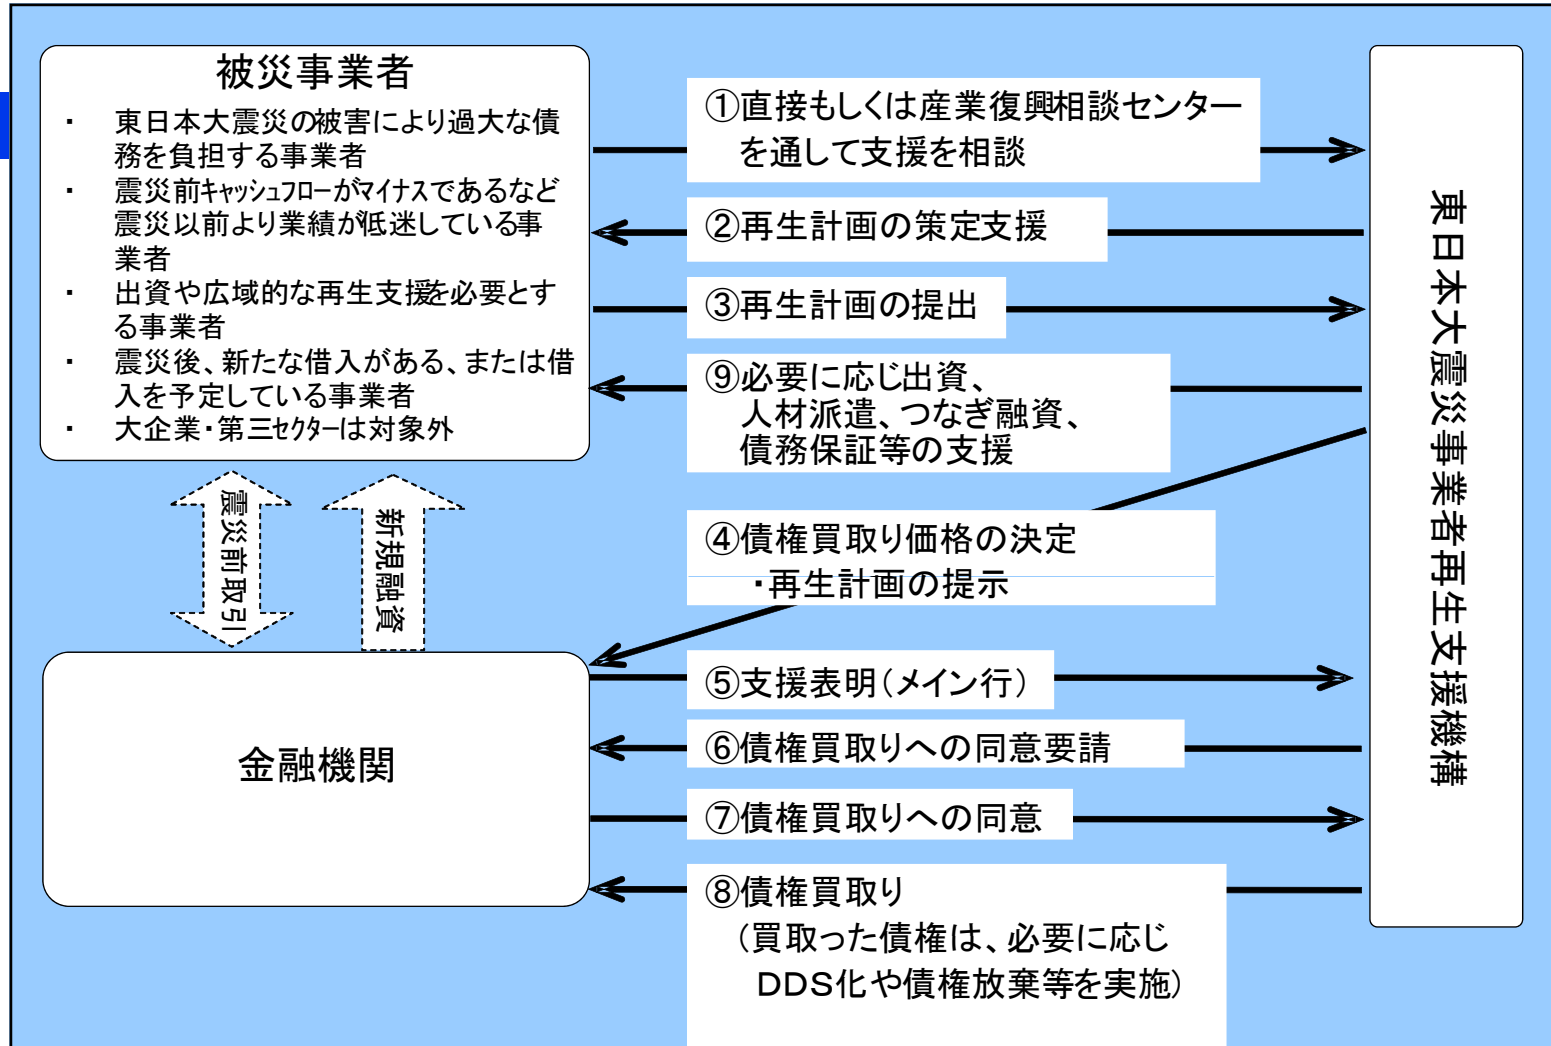 被災事業者
・ 東日本大震災の被害により過大な債
務を負担する事業者
・ 震災前キャッシュフローがマイナスであるなど
震災以前より業績が低迷している事
業者
・ 出資や広域的な再生支援を必要とす
る事業者
・ 震災後、新たな借入がある、または借
入を予定している事業者
・ 大企業・第三セクターは対象外
①直接もしくは産業復興相談センター
を通して支援を相談
②再生計画の策定支援
③再生計画の提出
⑨必要に応じ出資、
人材派遣、つなぎ融資、
債務保証等の支援
④債権買取り価格の決定
・再生計画の提示
⑤支援表明(メイン行)
⑥債権買取りへの同意要請
⑦債権買取りへの同意
⑧債権買取り
(買取った債権は、必要に応じ
DDS化や債権放棄等を実施)
震災前取引
新規融資
金融機関
東日本大震災事業者再生支援機構